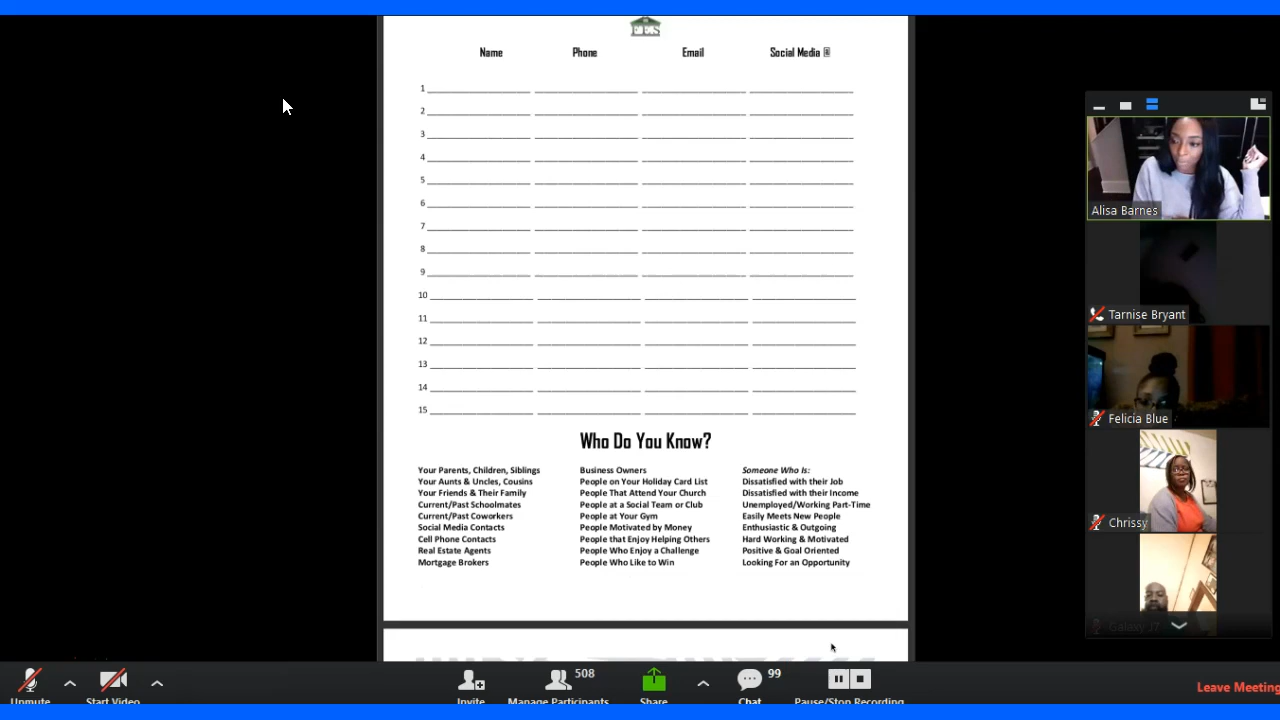 FES
Name Phone Email Social Media @
1
2
3
4
5
6
7
8
9
10
11
12
13
14
15
Who Do You Know?
Your Parents, Children, Siblings
Your Aunts & Uncles, Cousins
Your Friends & Their Family
Current/Past Schoolmates
Current/Past Coworkers
Social Media Contacts
Cell Phone Contacts
Real Estate Agents
Mortgage Brokers
Business Owners
People on Your Holiday Card List
People That Attend Your Church
People at a Social Team or Club
People at Your Gym
People Motivated by Money
People that Enjoy Helping Others
People Who Enjoy a Challenge
People Who Like to Win
Someone Who Is:
Dissatisfied with their Job
Dissatisfied with their Income
Unemployed/Working Part-Time
Easily Meets New People
Enthusiastic & Outgoing
Hard Working & Motivated
Positive & Goal Oriented
Looking For an Opportunity
Alisa Barnes
Tarnise Bryant
Felicia Blue
Chrissy
Galaxy J7
Unmute
Start Video
Invite
508
Manage Participants
Share
99
Chat
Pause/Stop Recording
Leave Meeting